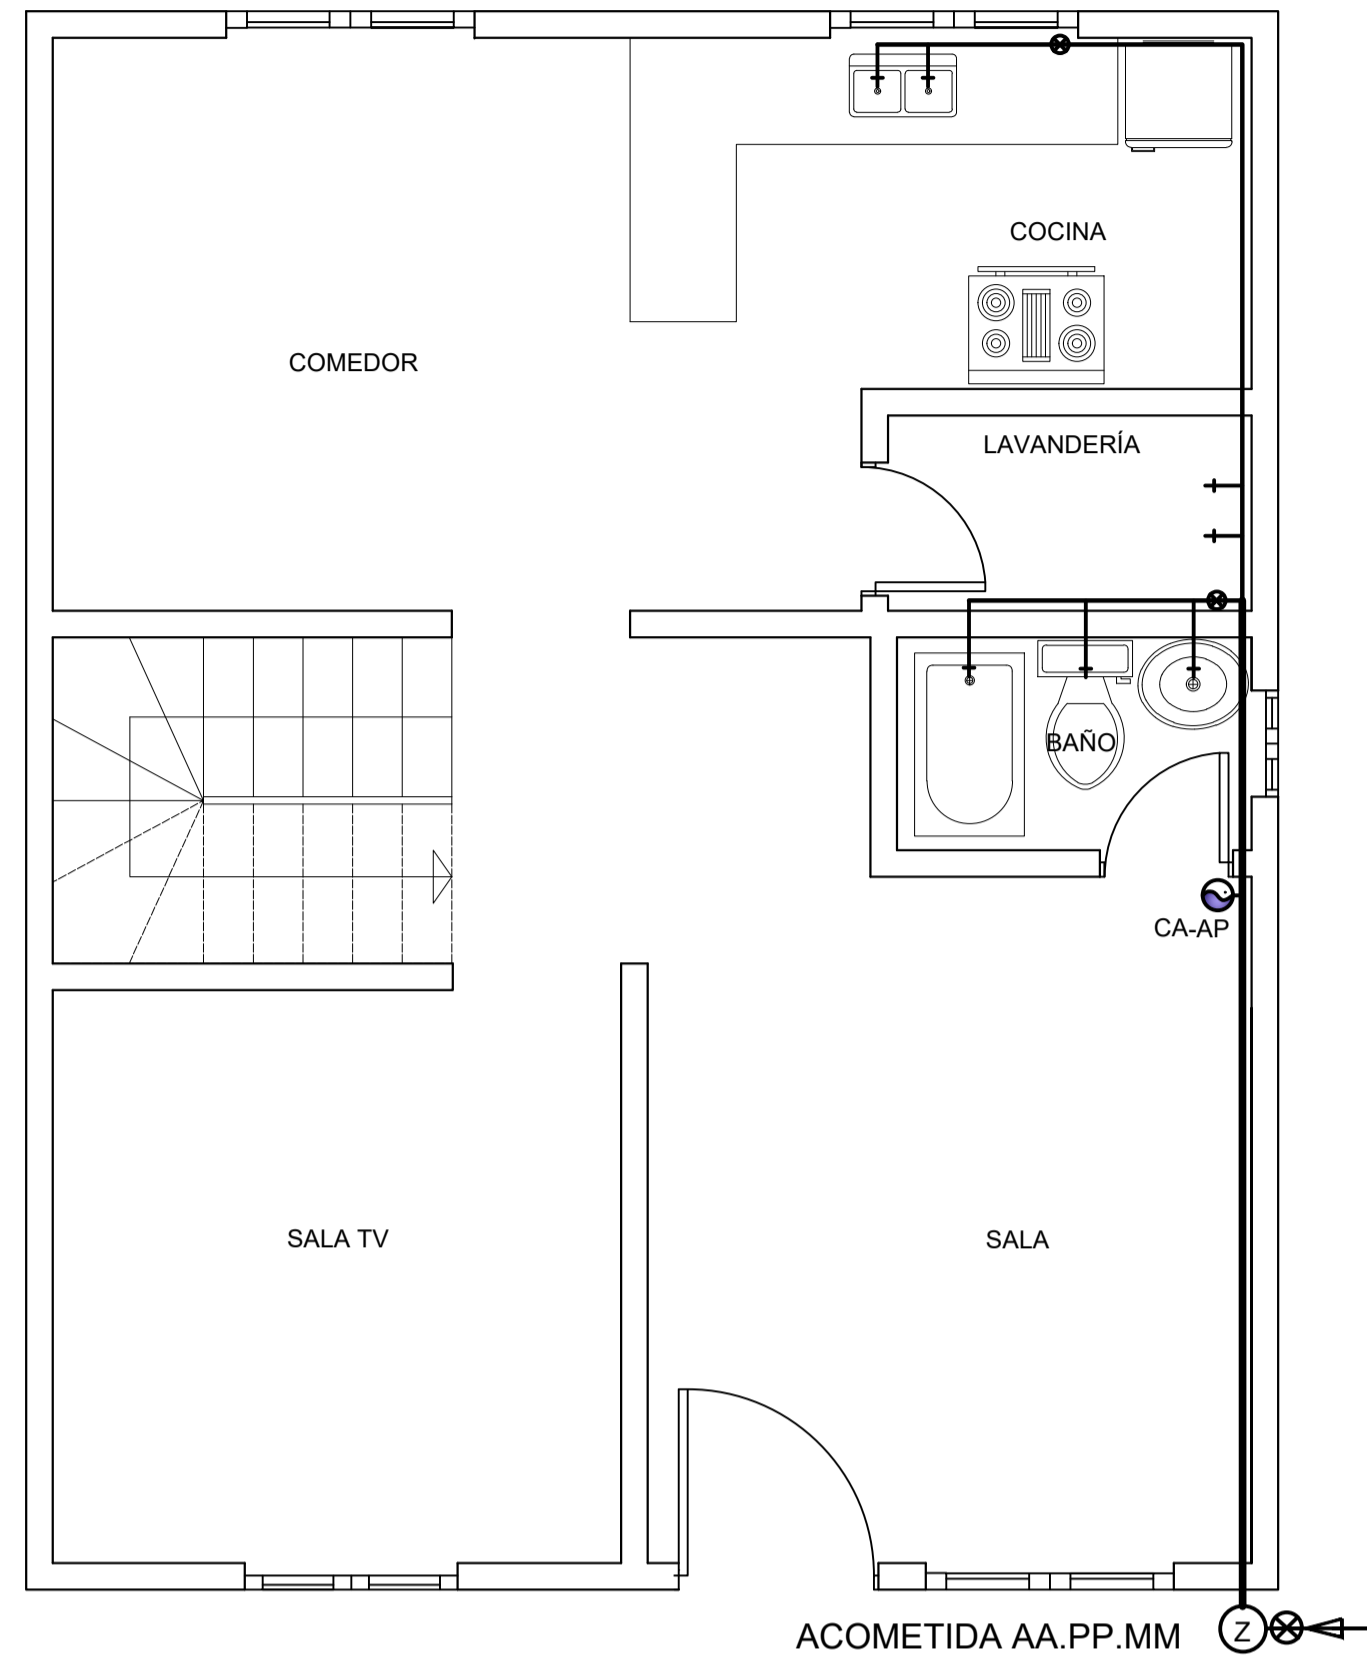 COCINA
COMEDOR
LAVANDERÍA
BAÑO
CA-AP
SALA TV
SALA
ACOMETIDA AA.PP.MM
Z